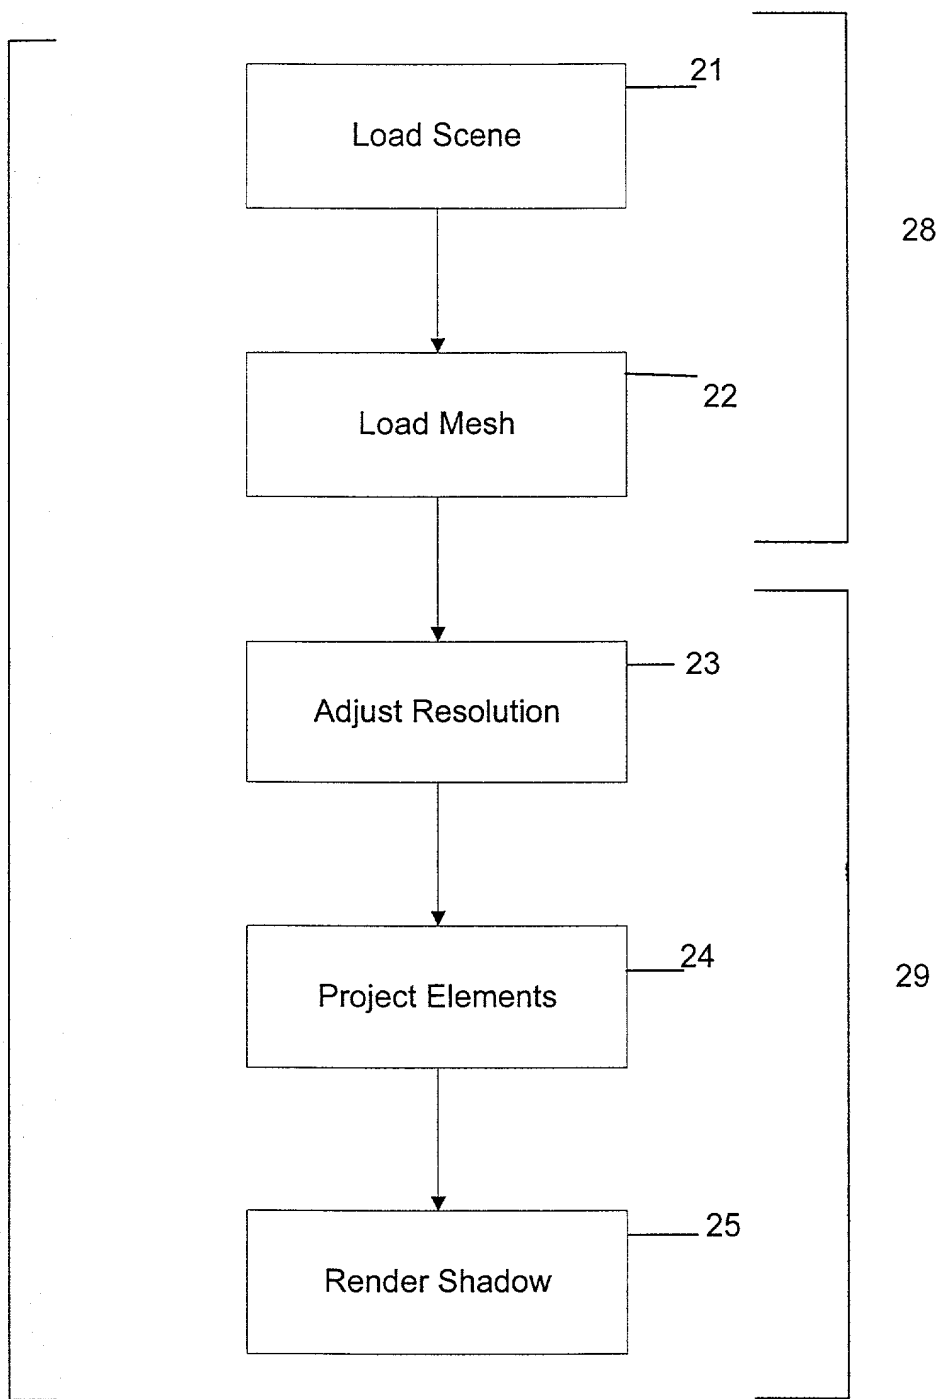 21
Load Scene
28
22
Load Mesh
23
Adjust Resolution
24
Project Elements
29
25
Render Shadow